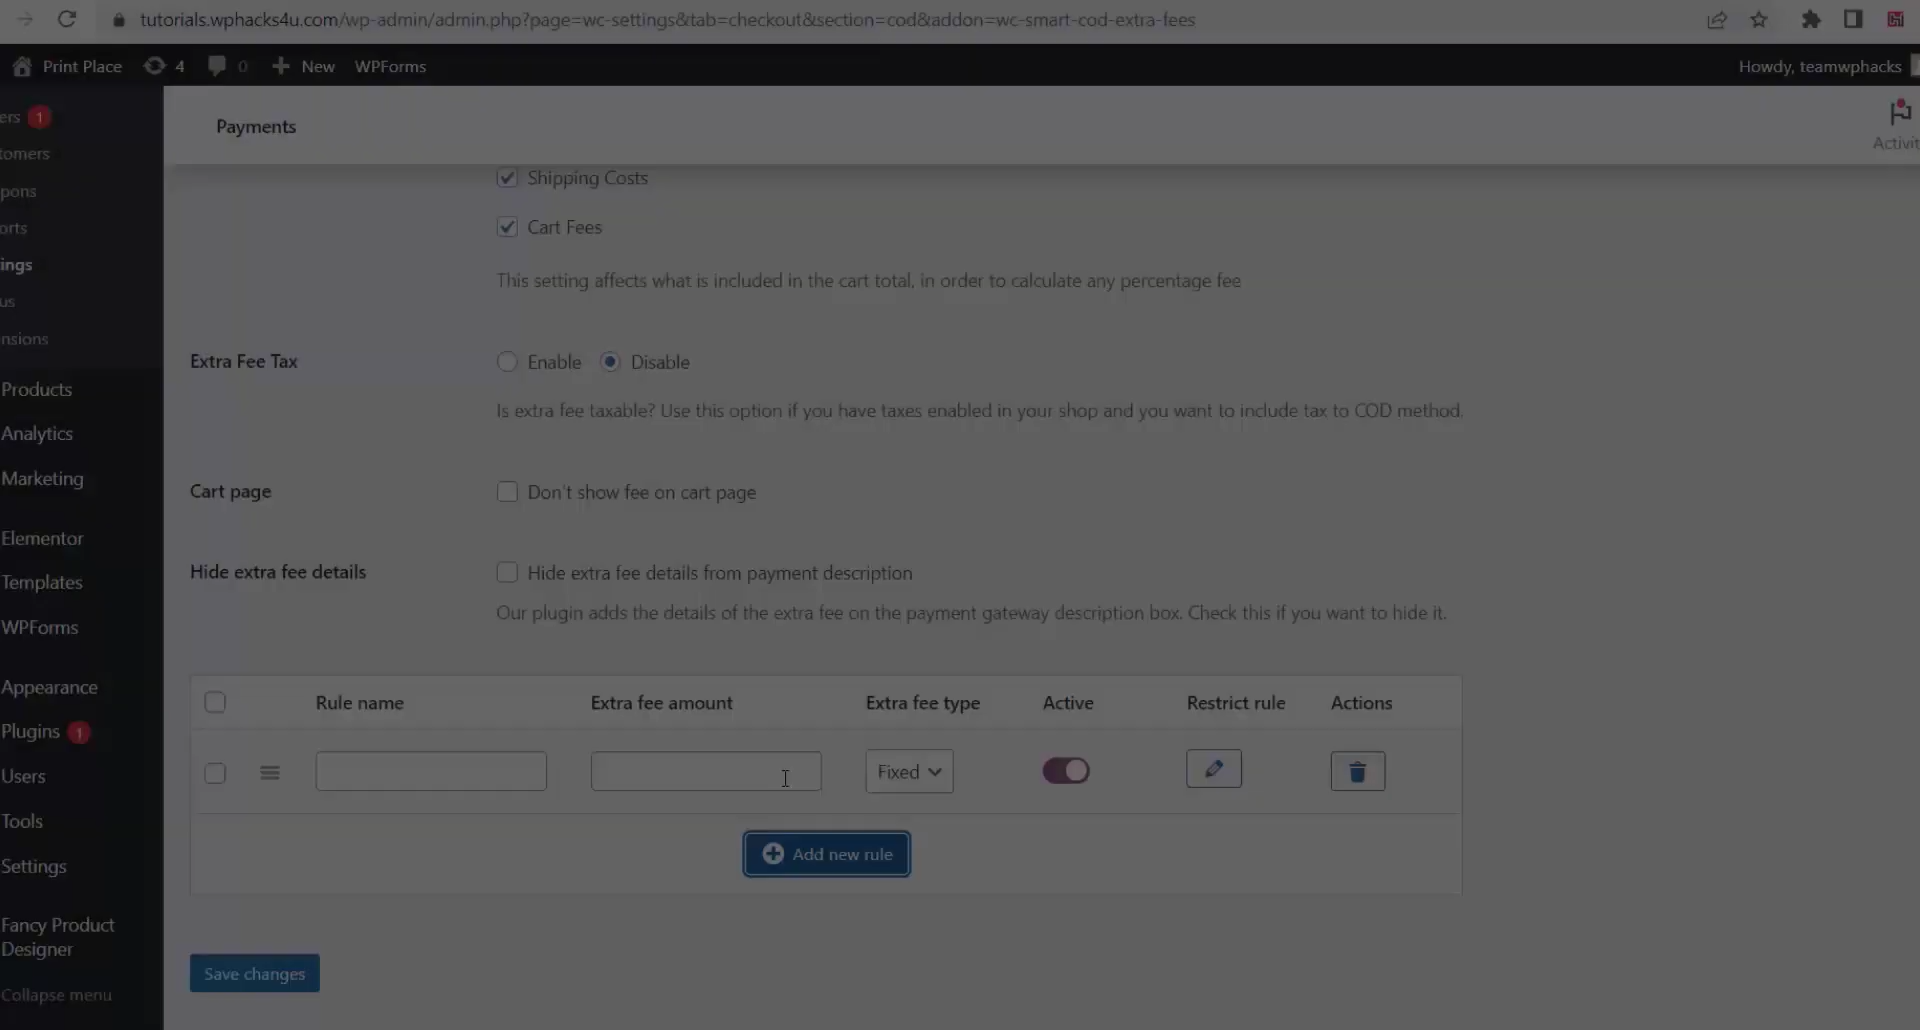 tutorials.wphacks4u.com/wp-admin/admin.php?page=wc-settings&tab=checkout&section=cod&addon=wc-smart-cod-extra-fees
Print Place 4 0 New WPForms Howdy, teamwphacks
ers 1
tomers
pons
orts
ings
us
nsions
Products
Analytics
Marketing
Elementor
Templates
WPForms
Appearance
Plugins 1
Users
Tools
Settings
Fancy Product
Designer
Collapse menu
Payments
Activit
Shipping Costs
Cart Fees
This setting affects what is included in the cart total, in order to calculate any percentage fee
Extra Fee Tax Enable Disable
Is extra fee taxable? Use this option if you have taxes enabled in your shop and you want to include tax to COD method.
Cart page Don't show fee on cart page
Hide extra fee details Hide extra fee details from payment description
Our plugin adds the details of the extra fee on the payment gateway description box. Check this if you want to hide it.
Rule name Extra fee amount Extra fee type Active Restrict rule Actions
Fixed
Add new rule
Save changes